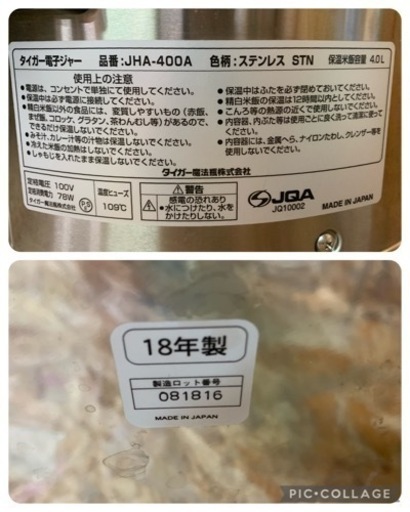 タイガー電子ジャー 品番:JHA-400A 色柄:ステンレス STN 保温米飯容量 4.0L
使用上の注意
●電源は、コンセントで単独にて使用してください。
●保温中は必ず電源に接続してください。
●精白米以外の食品には、変質しやすいもの(赤飯、
まぜ飯、コロッケ、グラタン、茶わんむし等)があるので、
できるだけ保温しないでください。
●みそ汁、カレー汁等の汁物は保温しないでください。
●冷えた米飯の加熱はしないでください。
●しゃもじを入れたまま保温しないでください。
●保温中はふたを必ず閉めておいてください。
●精白米飯の保温は12時間以内としてください。
●こんろ等の熱源の近くで使用しないでください。
●内容器、内ぶた等は使用るごとに良く洗って使って
ください。
●内容器には、金属へら、ナイロンたわし、クレンザー等を
使用しないでください。
タイガー魔法瓶株式会社
定格電圧 100V
定格消費電力 78W
タイガー魔法瓶株式会社
PSE
温度ヒューズ
109℃
警告
感電の恐れあり
●水につけたり、水を
かけたりしない
JQA
JQ10002
MADE IN JAPAN
18年製
製造ロット番号
081816
MADE IN JAPAN
PIC•COLLAGE